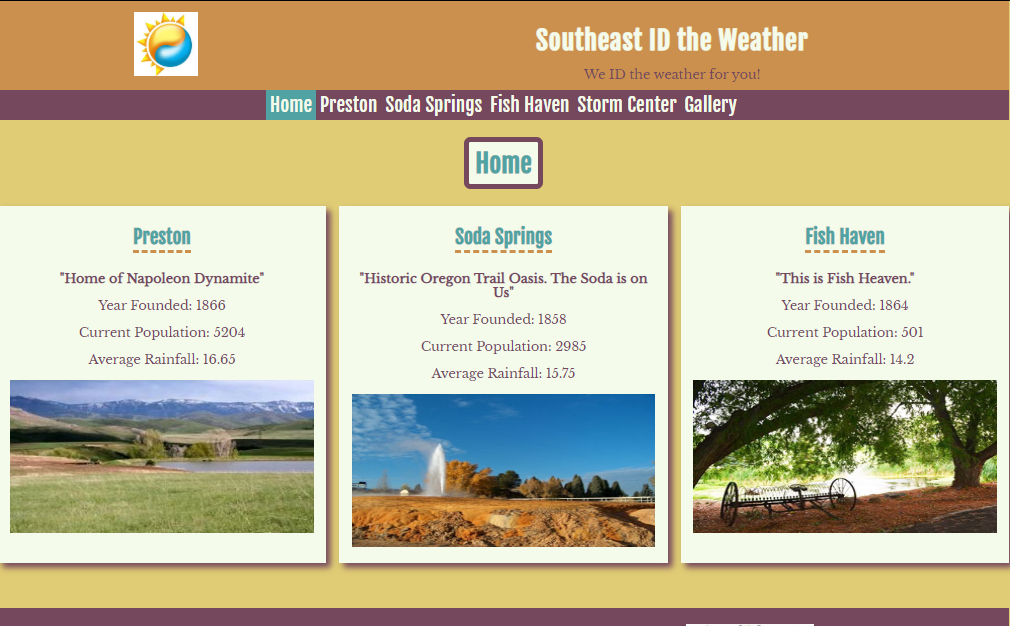 Southeast ID the Weather
We ID the weather for you!
Home Preston Soda Springs Fish Haven Storm Center Gallery
Home
Preston
"Home of Napoleon Dynamite"
Year Founded: 1866
Current Population: 5204
Average Rainfall: 16.65
Soda Springs
"Historic Oregon Trail Oasis. The Soda is on
Us"
Year Founded: 1858
Current Population: 2985
Average Rainfall: 15.75
Fish Haven
"This is Fish Heaven."
Year Founded: 1864
Current Population: 501
Average Rainfall: 14.2